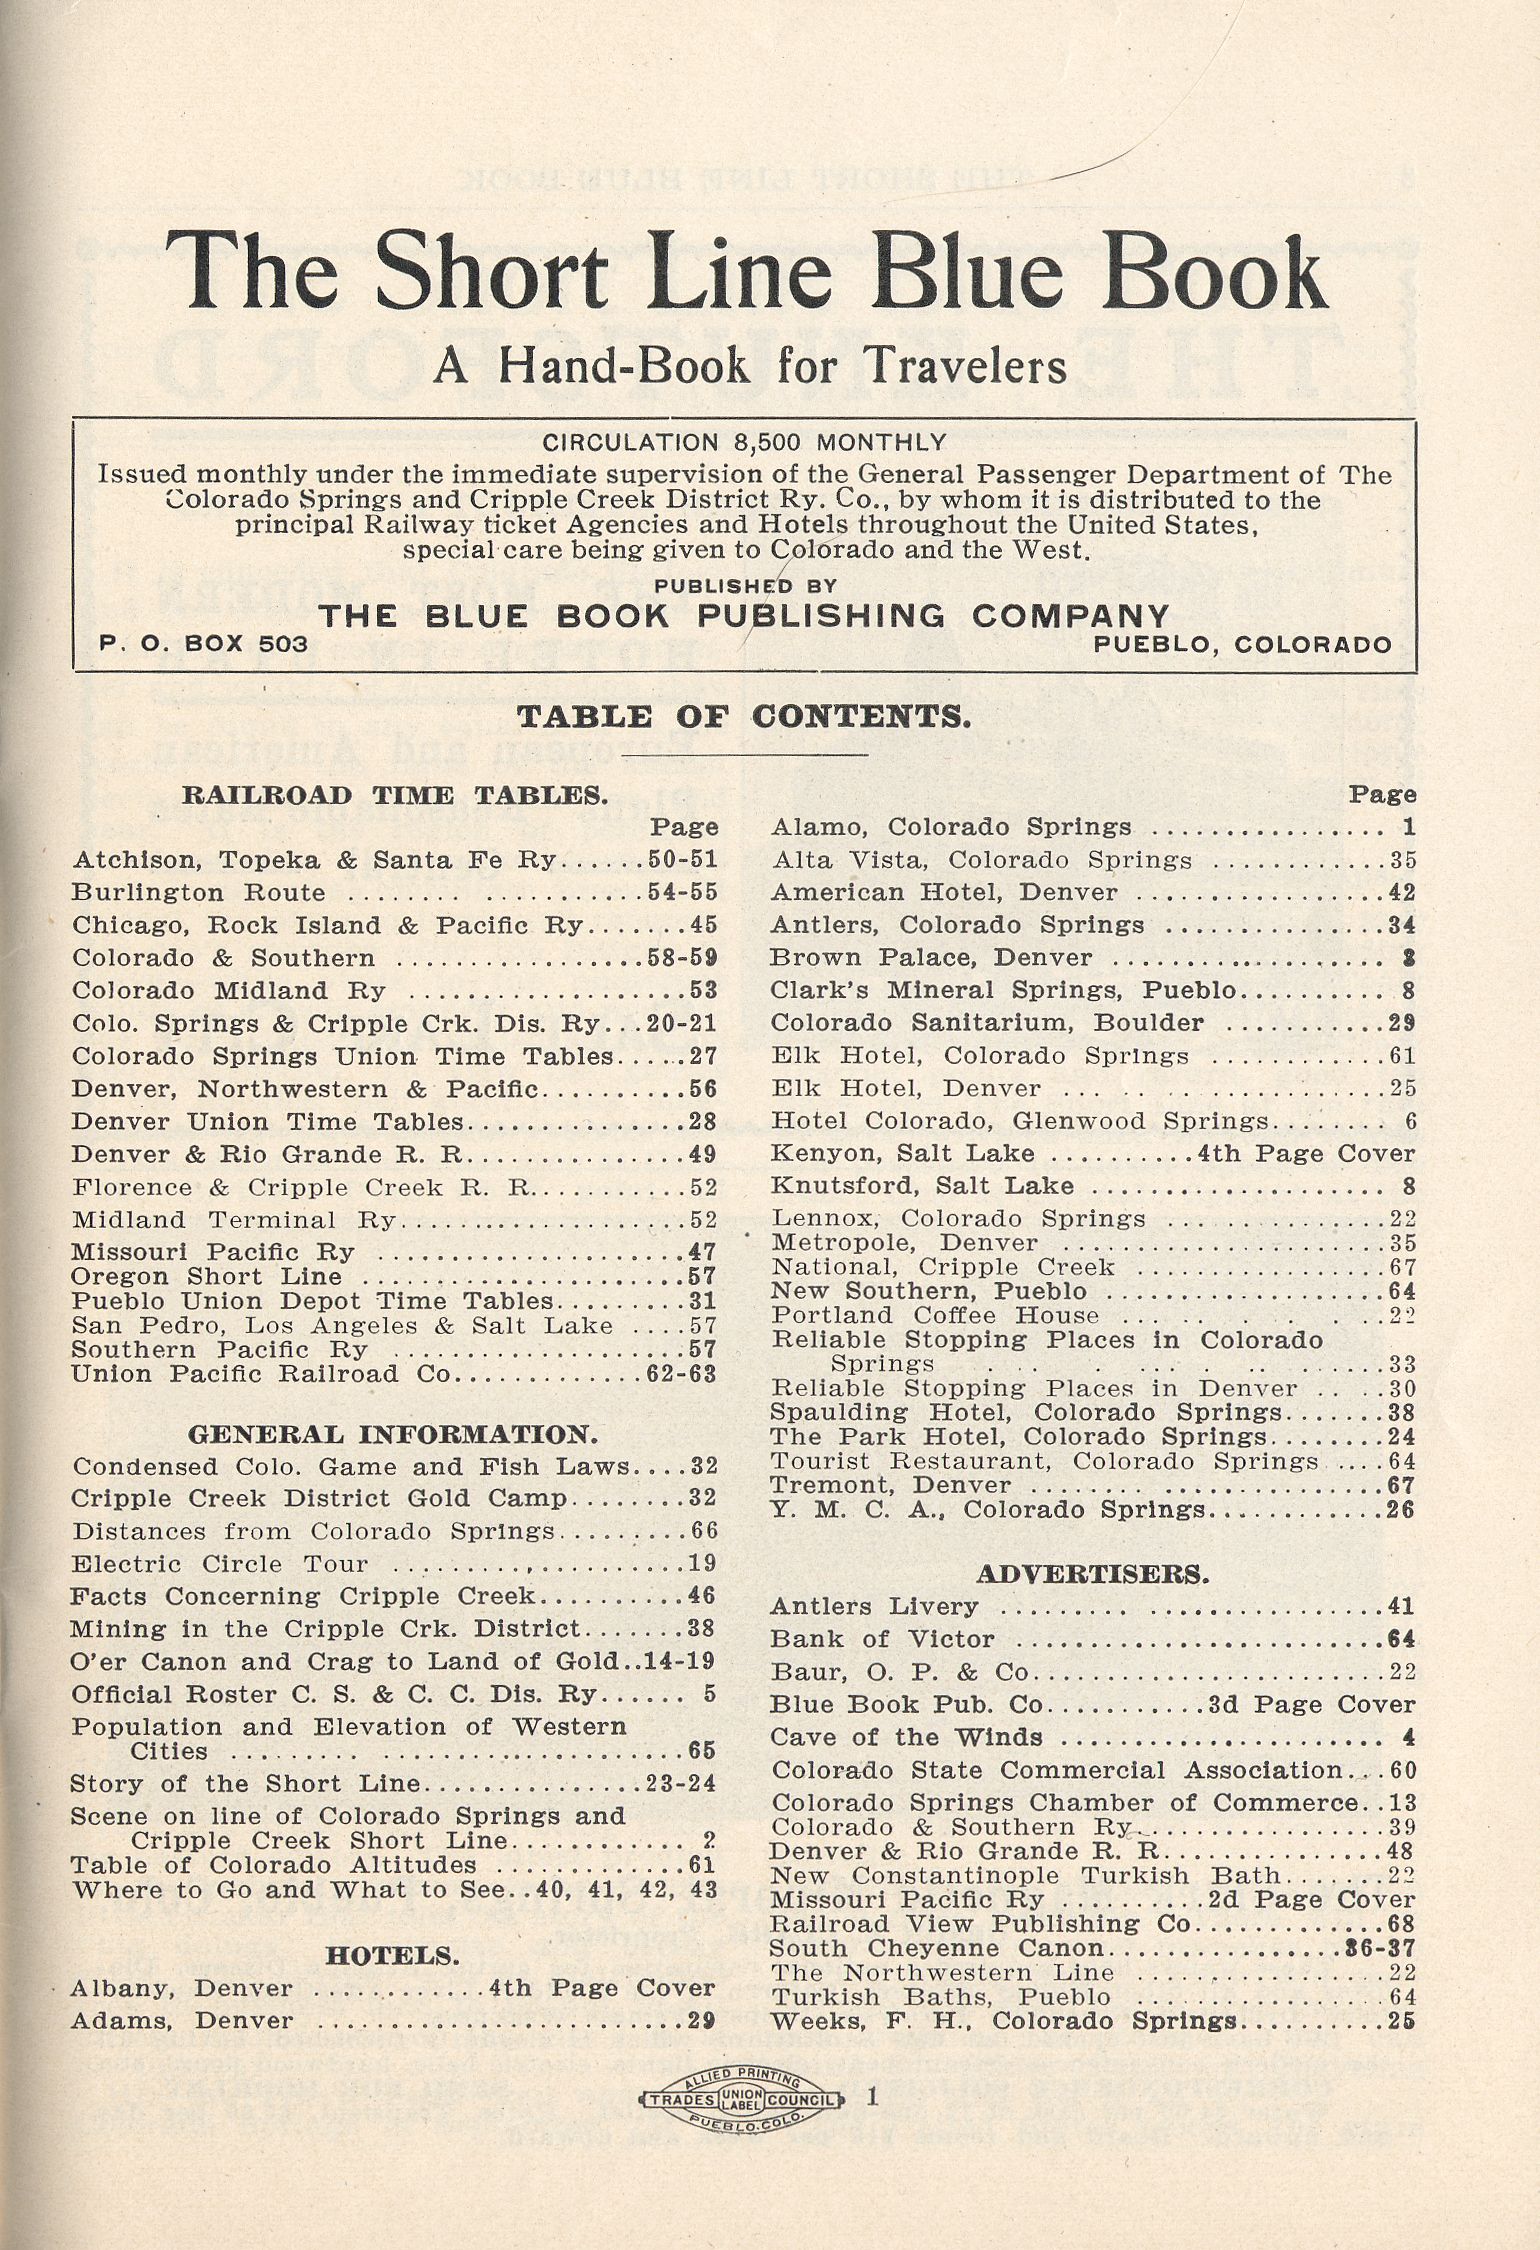 The Short Line Blue Book
A Hand-Book for Travelers
CIRCULATION 8,500 MONTHLY
Issued monthly under the immediate supervision of the General Passenger Department of The
Colorado Springs and Cripple Creek District Ry. Co., by whom it is distributed to the
principal Railway ticket Agencies and Hotels throughout the United States,
special care being given to Colorado and the West.
PUBLISHED BY
THE BLUE BOOK PUBLISHING COMPANY
P. O. BOX 503 PUEBLO, COLORADO
TABLE OF CONTENTS.
RAILROAD TIME TABLES.
Page
Atchison, Topeka & Santa Fe Ry......50-51
Burlington Route ........ ...........54-55
Chicago, Rock Island & Pacific Ry.......45
Colorado & Southern .................58-59
Colorado Midland Ry ...................53
Colo. Springs & Cripple Crk. Dis. Ry...20-21
Colorado Springs Union Time Tables.....27
Denver, Northwestern & Pacific..........56
Denver Union Time Tables...............28
Denver & Rio Grande R. R...............49
Florence & Cripple Creek R. R...........52
Midland Terminal Ry....................52
Missouri Pacific Ry .....................47
Oregon Short Line ......................57
Pueblo Union Depot Time Tables.........31
San Pedro, Los Angeles & Salt Lake ....57
Southern Pacific Ry ....................57
Union Pacific Railroad Co.............62-63
GENERAL INFORMATION.
Condensed Colo. Game and Fish Laws....32
Cripple Creek District Gold Camp........32
Distances from Colorado Springs.........66
Electric Circle Tour ....................19
Facts Concerning Cripple Creek..........46
Mining in the Cripple Crk. District.......38
O'er Canon and Crag to Land of Gold..14-19
Official Roster C. S. & C. C. Dis. Ry...... 5
Population and Elevation of Western
Cities ......... .....................65
Story of the Short Line...............23-24
Scene on line of Colorado Springs and
Cripple Creek Short Line............ 2
Table of Colorado Altitudes .............61
Where to Go and What to See..40, 41, 42, 43
HOTELS.
Albany, Denver ............4th Page Cover
Adams, Denver .........................29
Page
Alamo, Colorado Springs ................ 1
Alta Vista, Colorado Springs ............35
American Hotel, Denver .................42
Antlers, Colorado Springs ...............34
Brown Palace, Denver ...................
Clark's Mineral Springs, Pueblo.......... 8
Colorado Sanitarium, Boulder ...........29
Elk Hotel, Colorado Springs ............61
Elk Hotel, Denver ... .. .. .............25
Hotel Colorado, Glenwood Springs........ 6
Kenyon, Salt Lake ..........4th Page Cover
Knutsford, Salt Lake .................... 8
Lennox, Colorado Springs ... ...........22
Metropole, Denver ......................35
National, Cripple Creek .................67
New Southern, Pueblo ...................64
Portland Coffee House ... .. . . . . ..22
Reliable Stopping Places in Colorado
Springs . .. . ... . .. ......33
Reliable Stopping Places in Denver .. ..30
Spaulding Hotel, Colorado Springs.......38
The Park Hotel, Colorado Springs........24
Tourist Restaurant, Colorado Springs ....64
Tremont, Denver ........ ...............67
Y. M. C. A., Colorado Springs............26
ADVERTISERS.
Antlers Livery ......... ................41
Bank of Victor ..........................64
Baur, O. P. & Co........................22
Blue Book Pub. Co...........3d Page Cover
Cave of the Winds ...................... 4
Colorado State Commercial Association...60
Colorado Springs Chamber of Commerce..13
Colorado & Southern Ry.................39
Denver & Rio Grande R. R...............48
New Constantinople Turkish Bath.......22
Missouri Pacific Ry ..........2d Page Cover
Railroad View Publishing Co.............68
South Cheyenne Canon................36-37
The Northwestern Line .................22
Turkish Baths, Pueblo .................64
Weeks, F. H., Colorado Springs..........25
ALLIED PRINTING
TRADES UNION LABEL COUNCIL
PUEBLO. COLO.
1